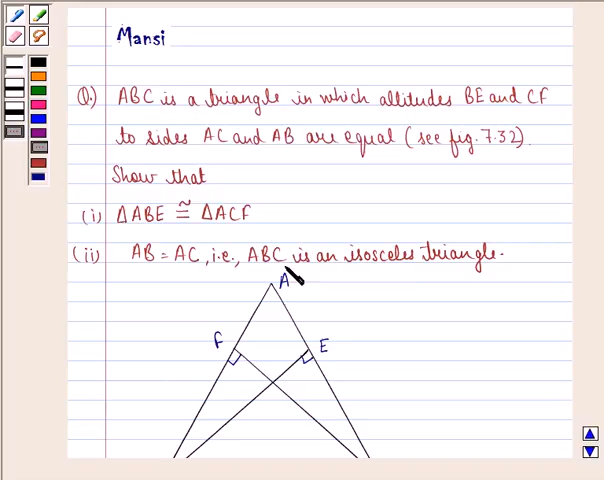 Mansi
Q.) ABC is a triangle in which altitudes BE and CF
to sides AC and AB are equal (see fig. 7.32).
Show that
(i) ΔABE ≅ ΔACF
(ii) AB = AC, i.e., ABC is an isosceles triangle.
A
F
E